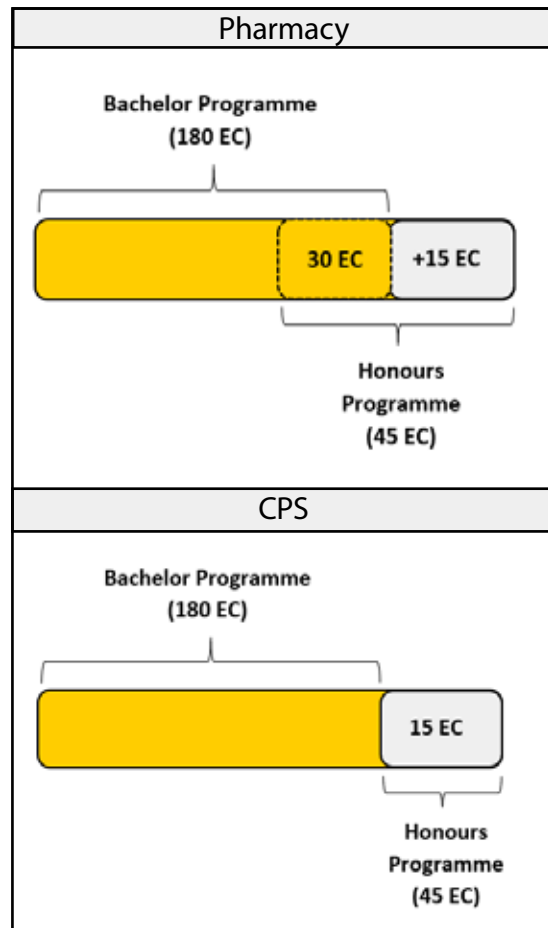 Pharmacy
Bachelor Programme
(180 EC)
30 EC
+15 EC
Honours
Programme
(45 EC)
CPS
Bachelor Programme
(180 EC)
15 EC
Honours
Programme
(45 EC)